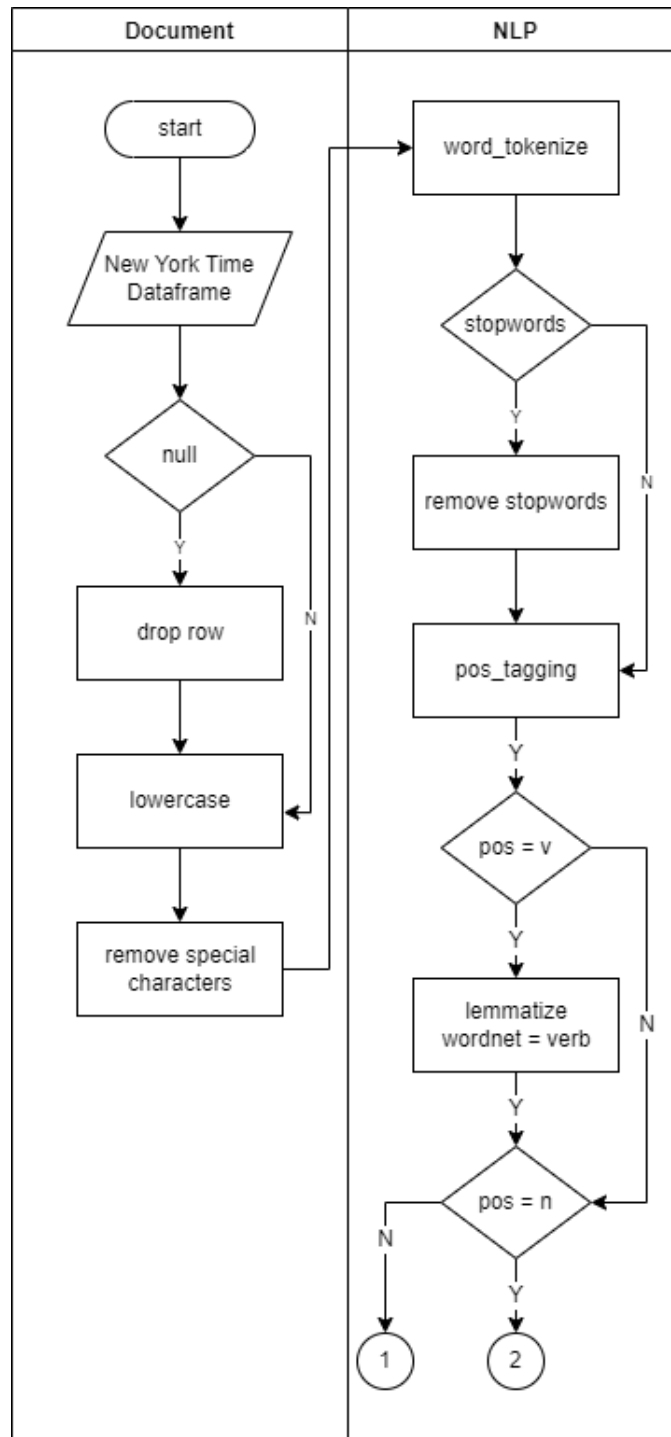 Document
start
New York Time
Dataframe
null
Y
N
drop row
lowercase
remove special
characters
NLP
word_tokenize
stopwords
Y
N
remove stopwords
pos_tagging
Y
pos = v
Y
N
lemmatize
wordnet = verb
Y
pos = n
N
Y
1
2